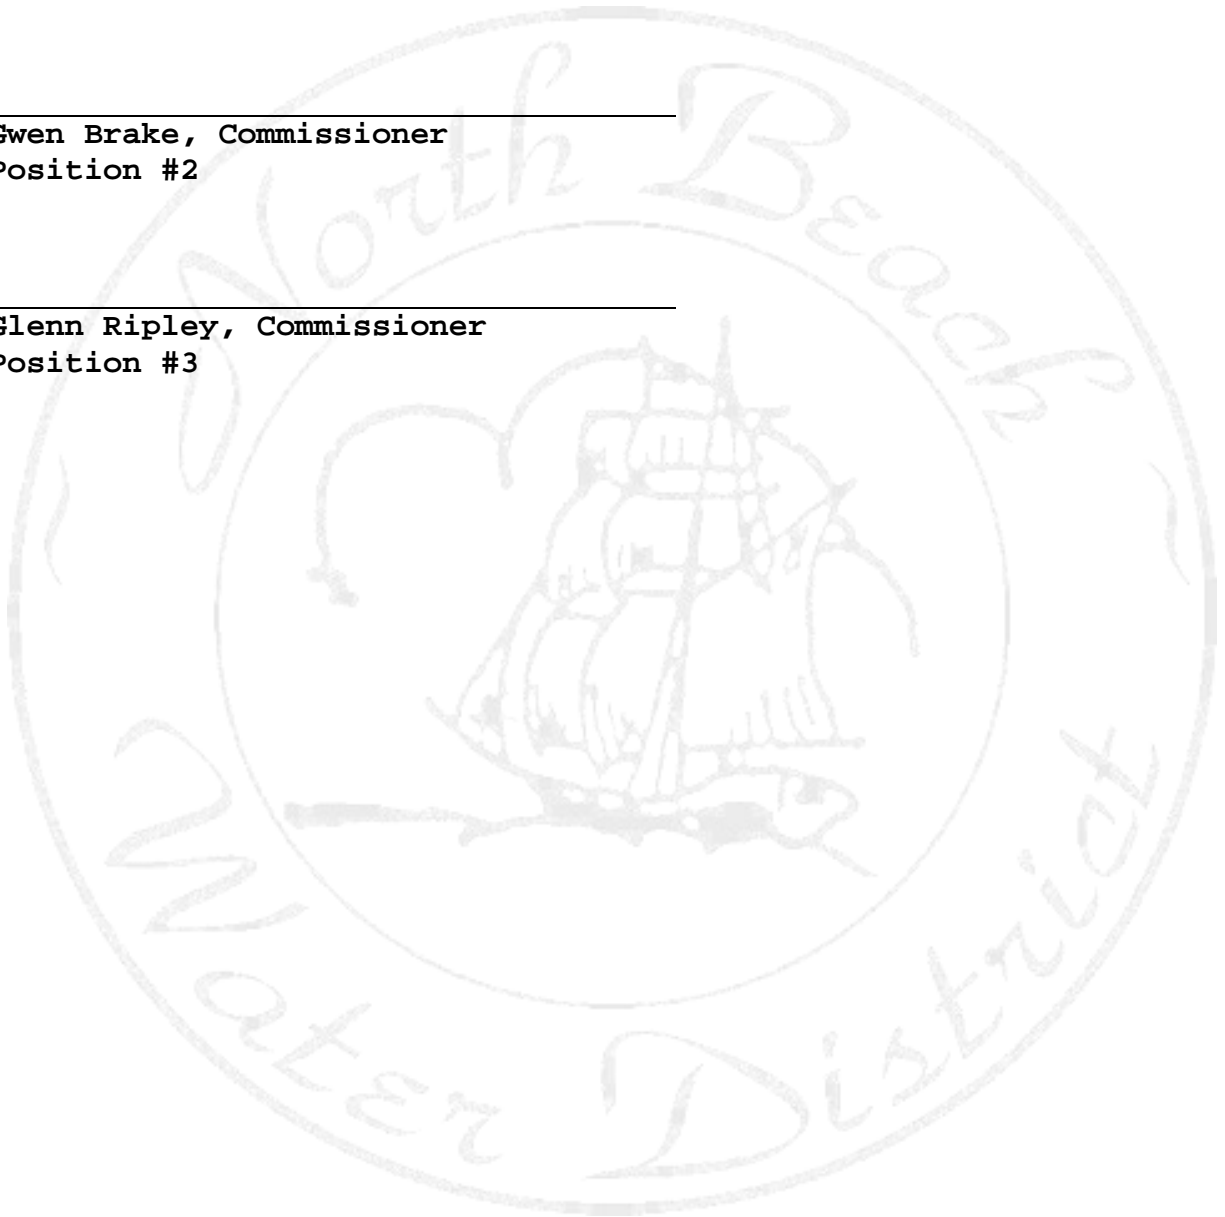 Gwen Brake, Commissioner
Position #2
Glenn Ripley, Commissioner
Position #3
North Beach
Water District